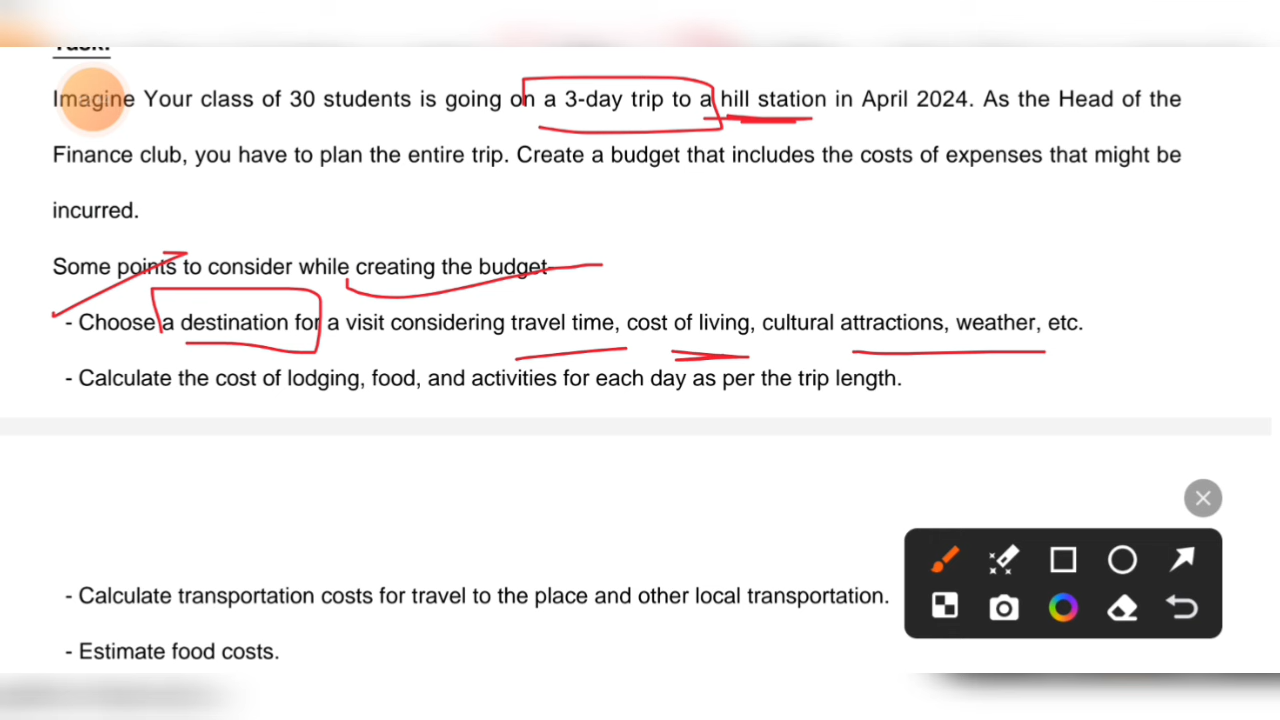 Task:
Imagine Your class of 30 students is going on a 3-day trip to a hill station in April 2024. As the Head of the
Finance club, you have to plan the entire trip. Create a budget that includes the costs of expenses that might be
incurred.
Some points to consider while creating the budget-
- Choose a destination for a visit considering travel time, cost of living, cultural attractions, weather, etc.
- Calculate the cost of lodging, food, and activities for each day as per the trip length.
- Calculate transportation costs for travel to the place and other local transportation.
- Estimate food costs.